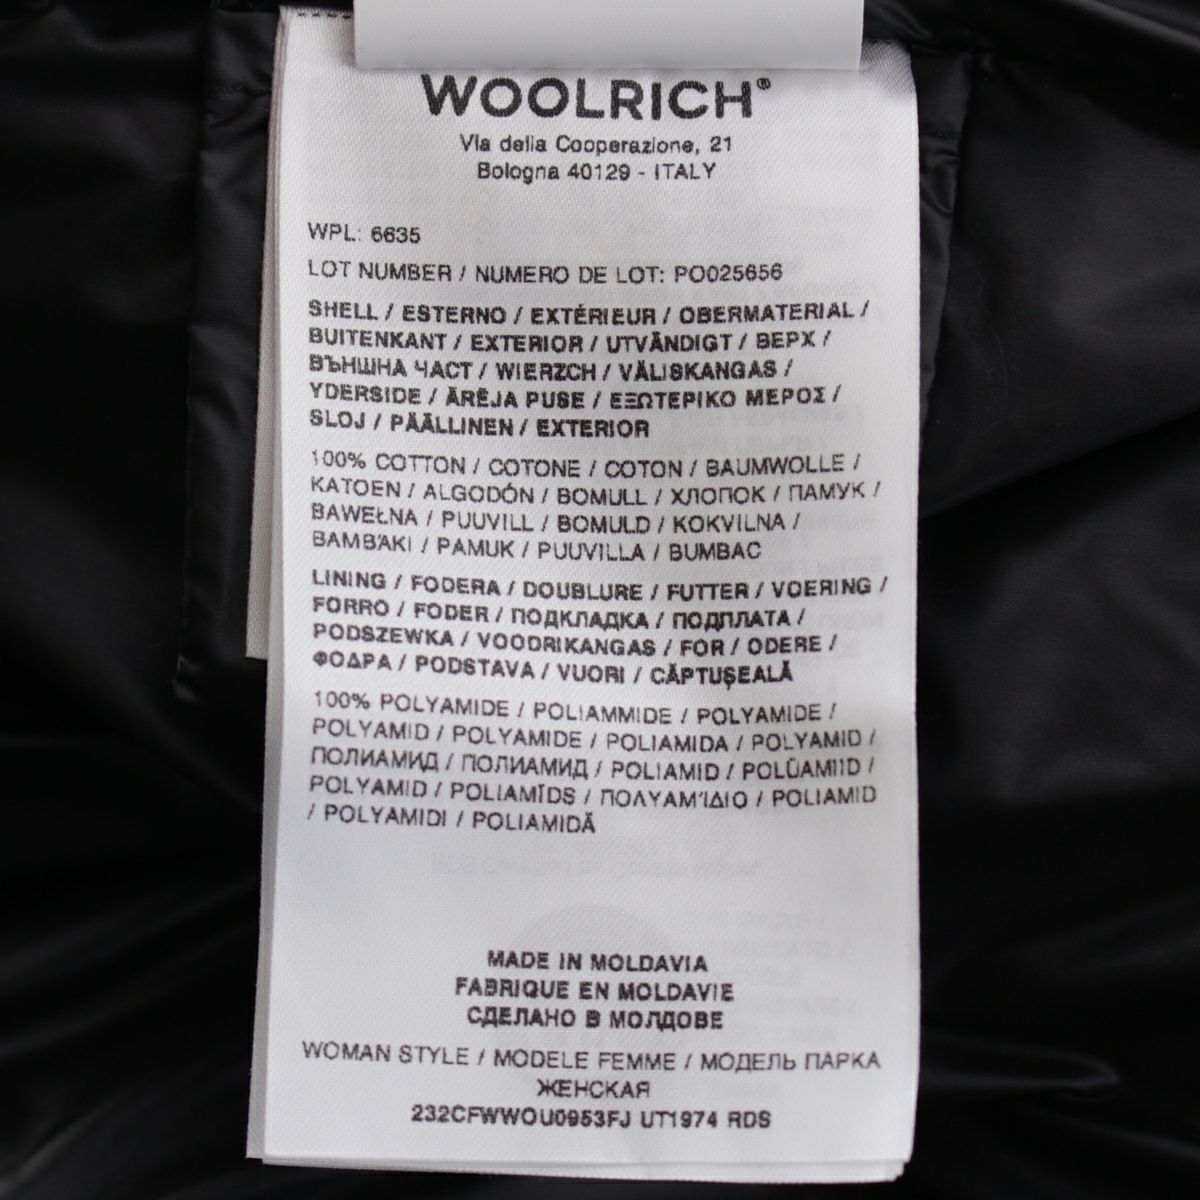 WOOLRICH®
Via della Cooperazione, 21
Bologna 40129 - ITALY
WPL: 6635
LOT NUMBER / NUMERO DE LOT: PO025656
SHELL / ESTERNO / EXTÉRIEUR / OBERMATERIAL /
BUITENKANT / EXTERIOR / UTVÄNDIGT / ВЕРХ /
ВЪНШНА ЧАСТ / WIERZCH / VÄLISKANGAS /
YDERSIDE / ĀRĒJA PUSE / ΕΞΩΤΕΡΙΚΟ ΜΕΡΟΣ /
SLOJ / PÄÄLLINEN / EXTERIOR
100% COTTON / COTONE / COTON / BAUMWOLLE /
KATOEN / ALGODÓN / BOMULL / ХЛОПОК / ПАМУК /
BAWEŁNA / PUUVILL / BOMULD / KOKVILNA /
BAMBΆKI / PAMUK / PUUVILLA / BUMBAC
LINING / FODERA / DOUBLURE / FUTTER / VOERING /
FORRO / FODER / ПОДКЛАДКА / ПОДПЛАТА /
PODSZEWKA / VOODRIKANGAS / FOR / ODERE /
ΦΟΔΡΑ / PODSTAVA / VUORI / CĂPTUŞEALĂ
100% POLYAMIDE / POLIAMMIDE / POLYAMIDE /
POLYAMID / POLYAMIDE / POLIAMIDA / POLYAMID /
ПОЛИАМИД / ПОЛИАМИД / POLIAMID / POLÜAMIID /
POLYAMID / POLIAMĪDS / ΠΟΛΥΑΜΊΔΙΟ / POLIAMID
/ POLYAMIDI / POLIAMIDĂ
MADE IN MOLDAVIA
FABRIQUE EN MOLDAVIE
СДЕЛАНО В МОЛДОВЕ
WOMAN STYLE / MODELE FEMME / МОДЕЛЬ ПАРКА
ЖЕНСКАЯ
232CFWWOU0953FJ UT1974 RDS